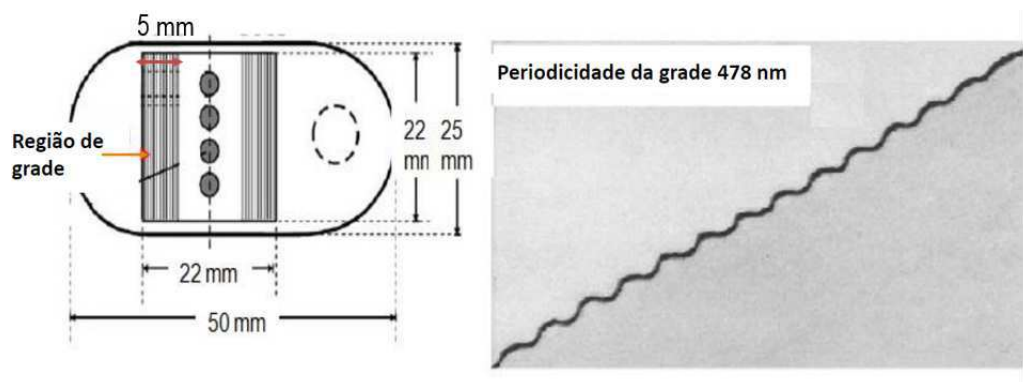 5 mm
Região de
grade
22 25
mm mm
22 mm
50 mm
Periodicidade da grade 478 nm